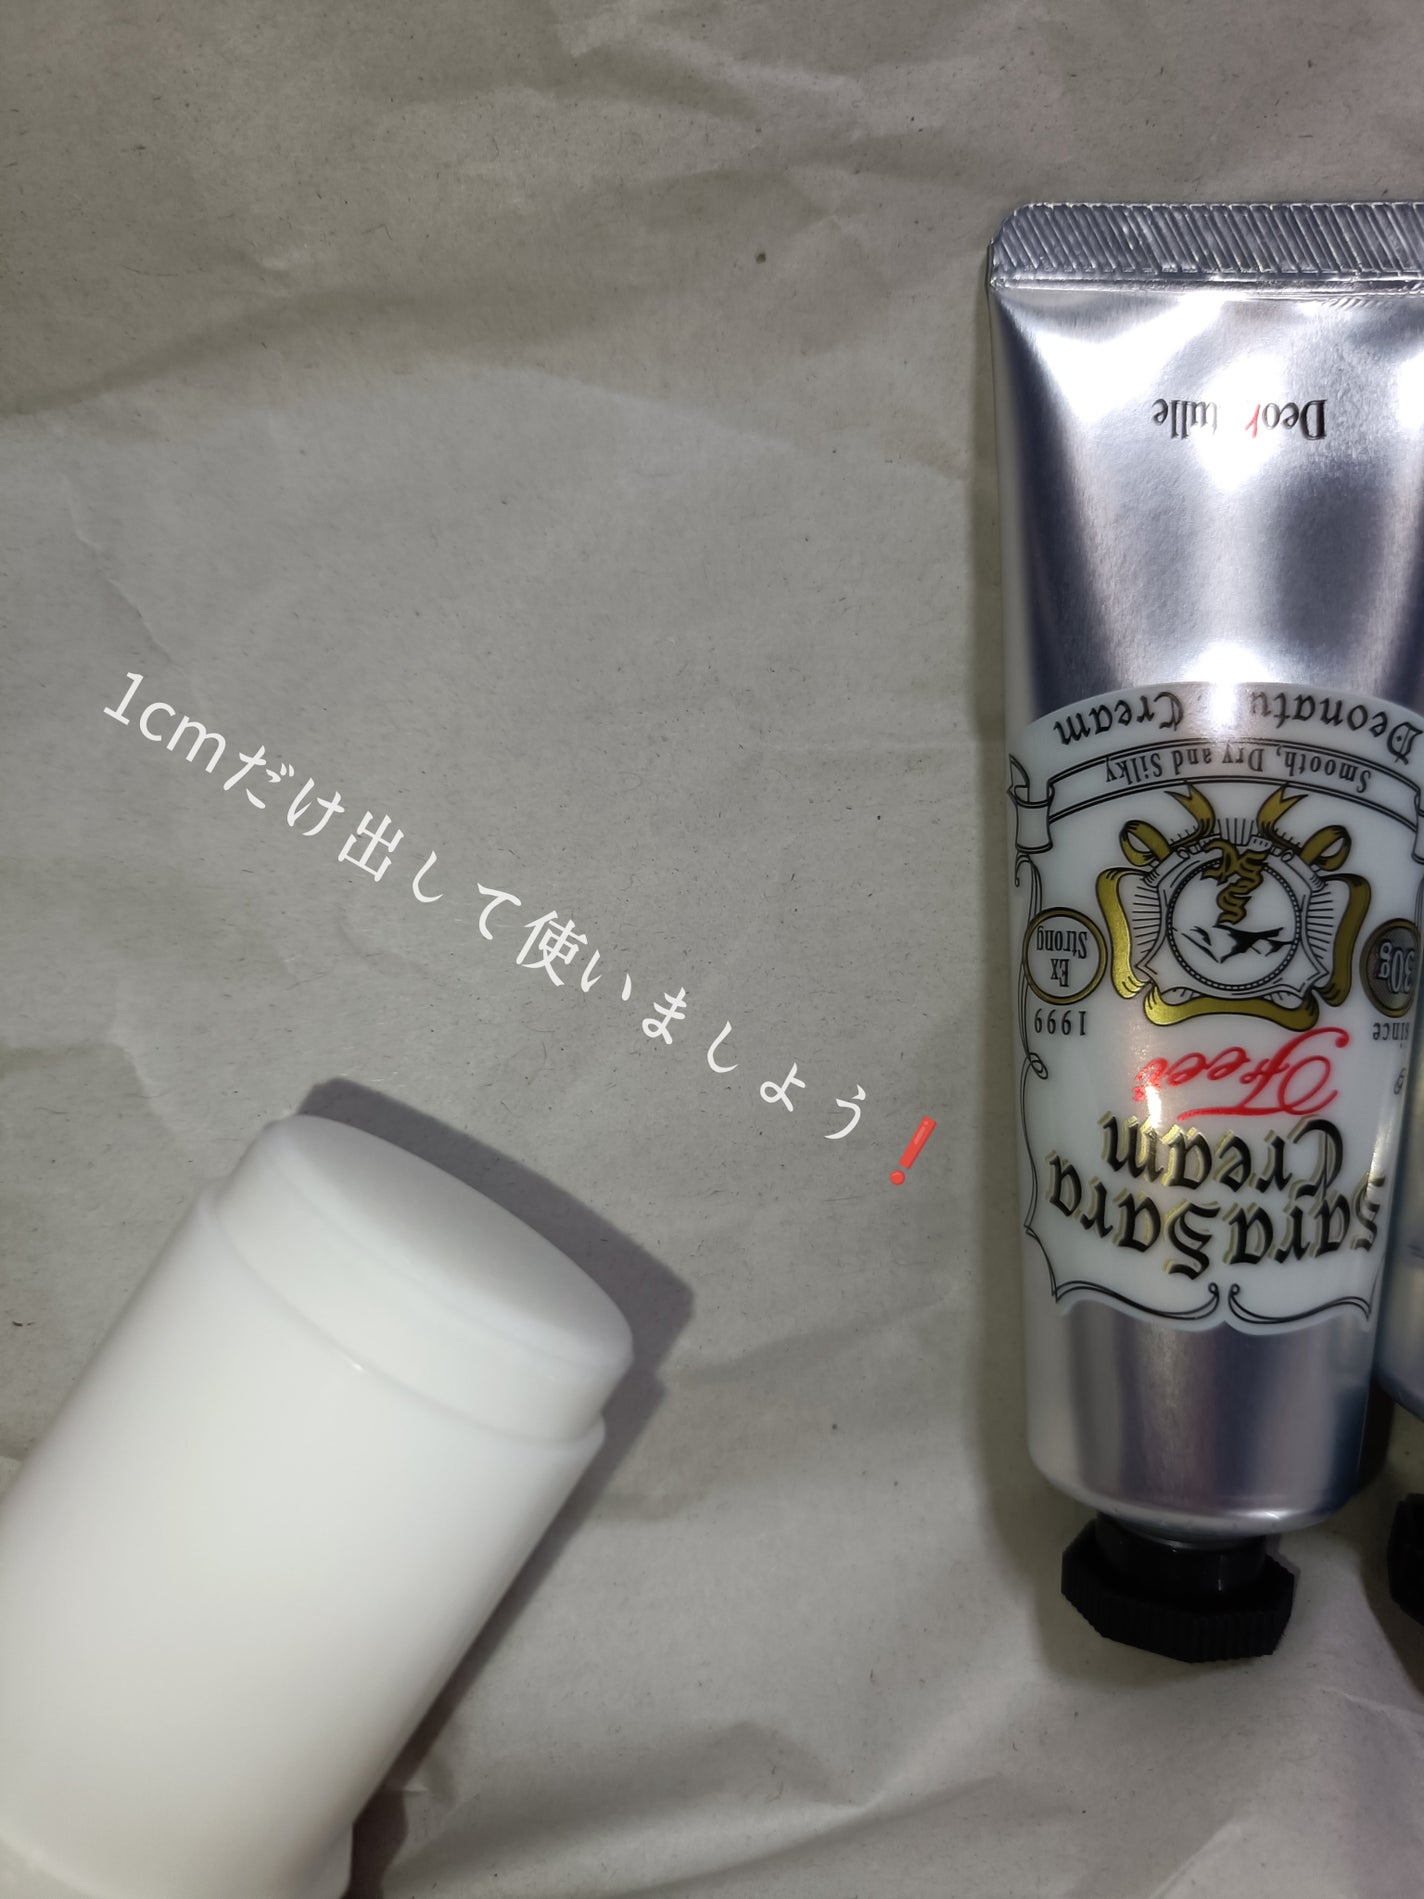 1cmだけ出して使いましょう❗
Deonatulle
Deonatulle Cream
Smooth, Dry and Silky
Ex
Strong
30g
since
1999
Feet
SaraSara
Cream